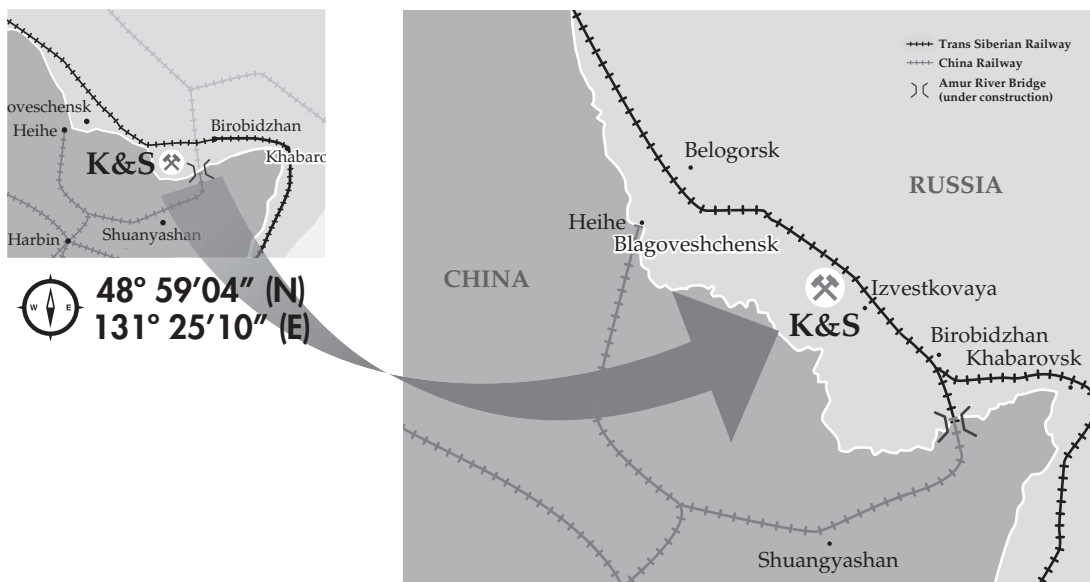 oveschensk
Heihe
Birobidzhan
K&S
Khabaro
Shuanyashan
Harbin
W E
48° 59’04” (N)
131° 25’10” (E)
Trans Siberian Railway
China Railway
Amur River Bridge
(under construction)
Belogorsk
RUSSIA
Heihe
Blagoveshchensk
CHINA
Izvestkovaya
K&S
Birobidzhan
Khabarovsk
Shuangyashan